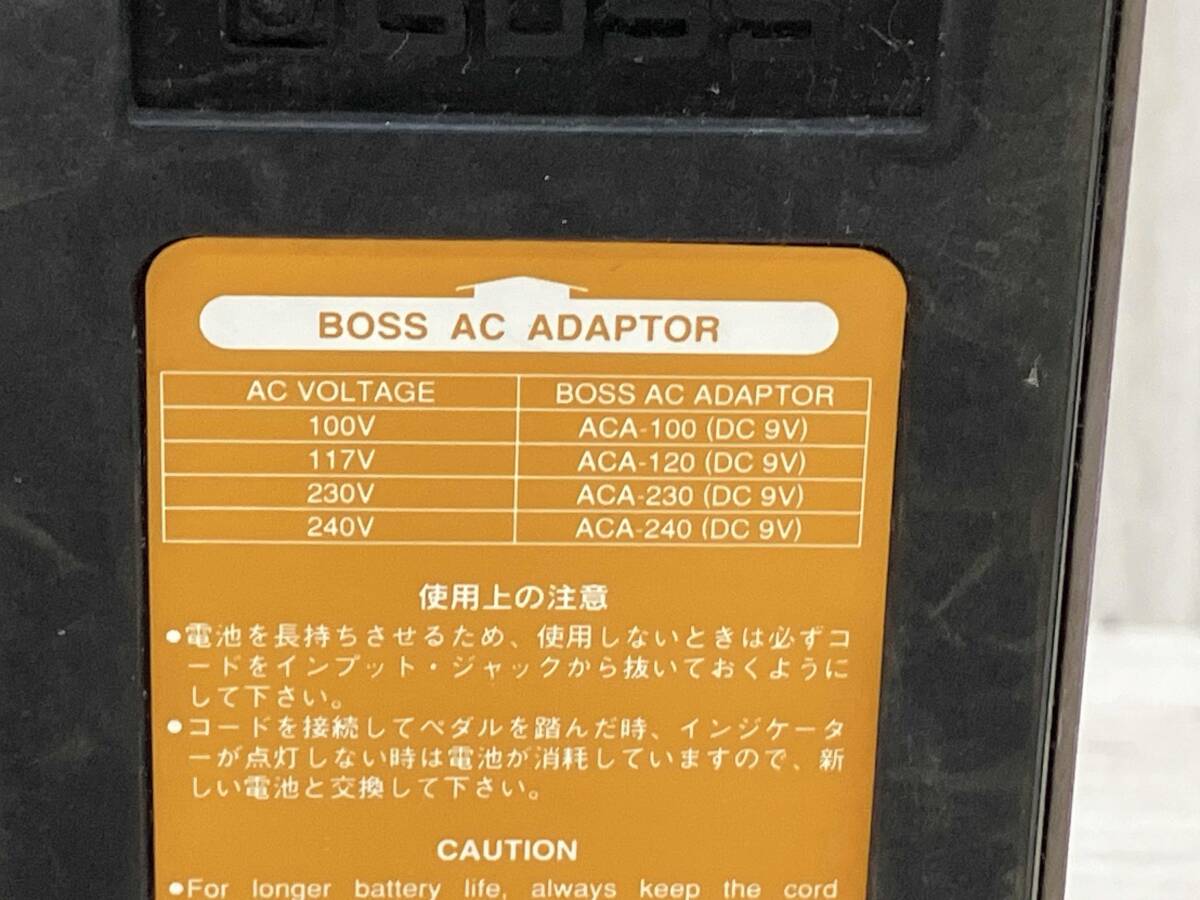 BOSS
BOSS AC ADAPTOR
AC VOLTAGE BOSS AC ADAPTOR
100V ACA-100 (DC 9V)
117V ACA-120 (DC 9V)
230V ACA-230 (DC 9V)
240V ACA-240 (DC 9V)
使用上の注意
●電池を長持ちさせるため、使用しないときは必ずコ
ードをインプット・ジャックから抜いておくように
して下さい。
●コードを接続してペダルを踏んだ時、インジケータ
ーが点灯しない時は電池が消耗していますので、新
しい電池と交換して下さい。
CAUTION
●For longer battery life, always keep the cord